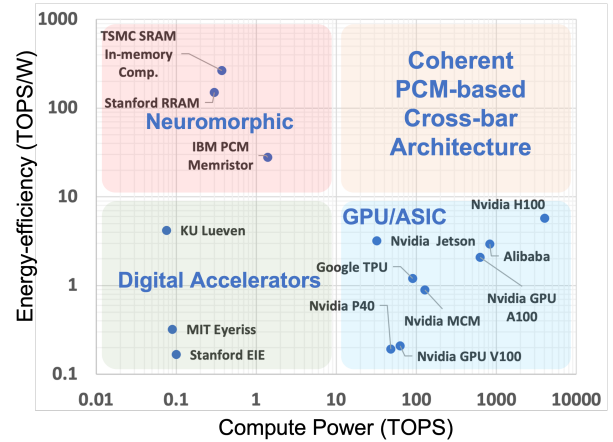 1000
100
10
1
0.1
Energy-efficiency (TOPS/W)
TSMC SRAM
In-memory
Comp.
Stanford RRAM
Neuromorphic
IBM PCM
Memristor
Coherent
PCM-based
Cross-bar
Architecture
KU Lueven
Digital Accelerators
MIT Eyeriss
Stanford EIE
Nvidia H100
GPU/ASIC
Nvidia Jetson
Alibaba
Google TPU
Nvidia GPU
A100
Nvidia P40
Nvidia MCM
Nvidia GPU V100
0.01 0.1 1 10 100 1000 10000
Compute Power (TOPS)